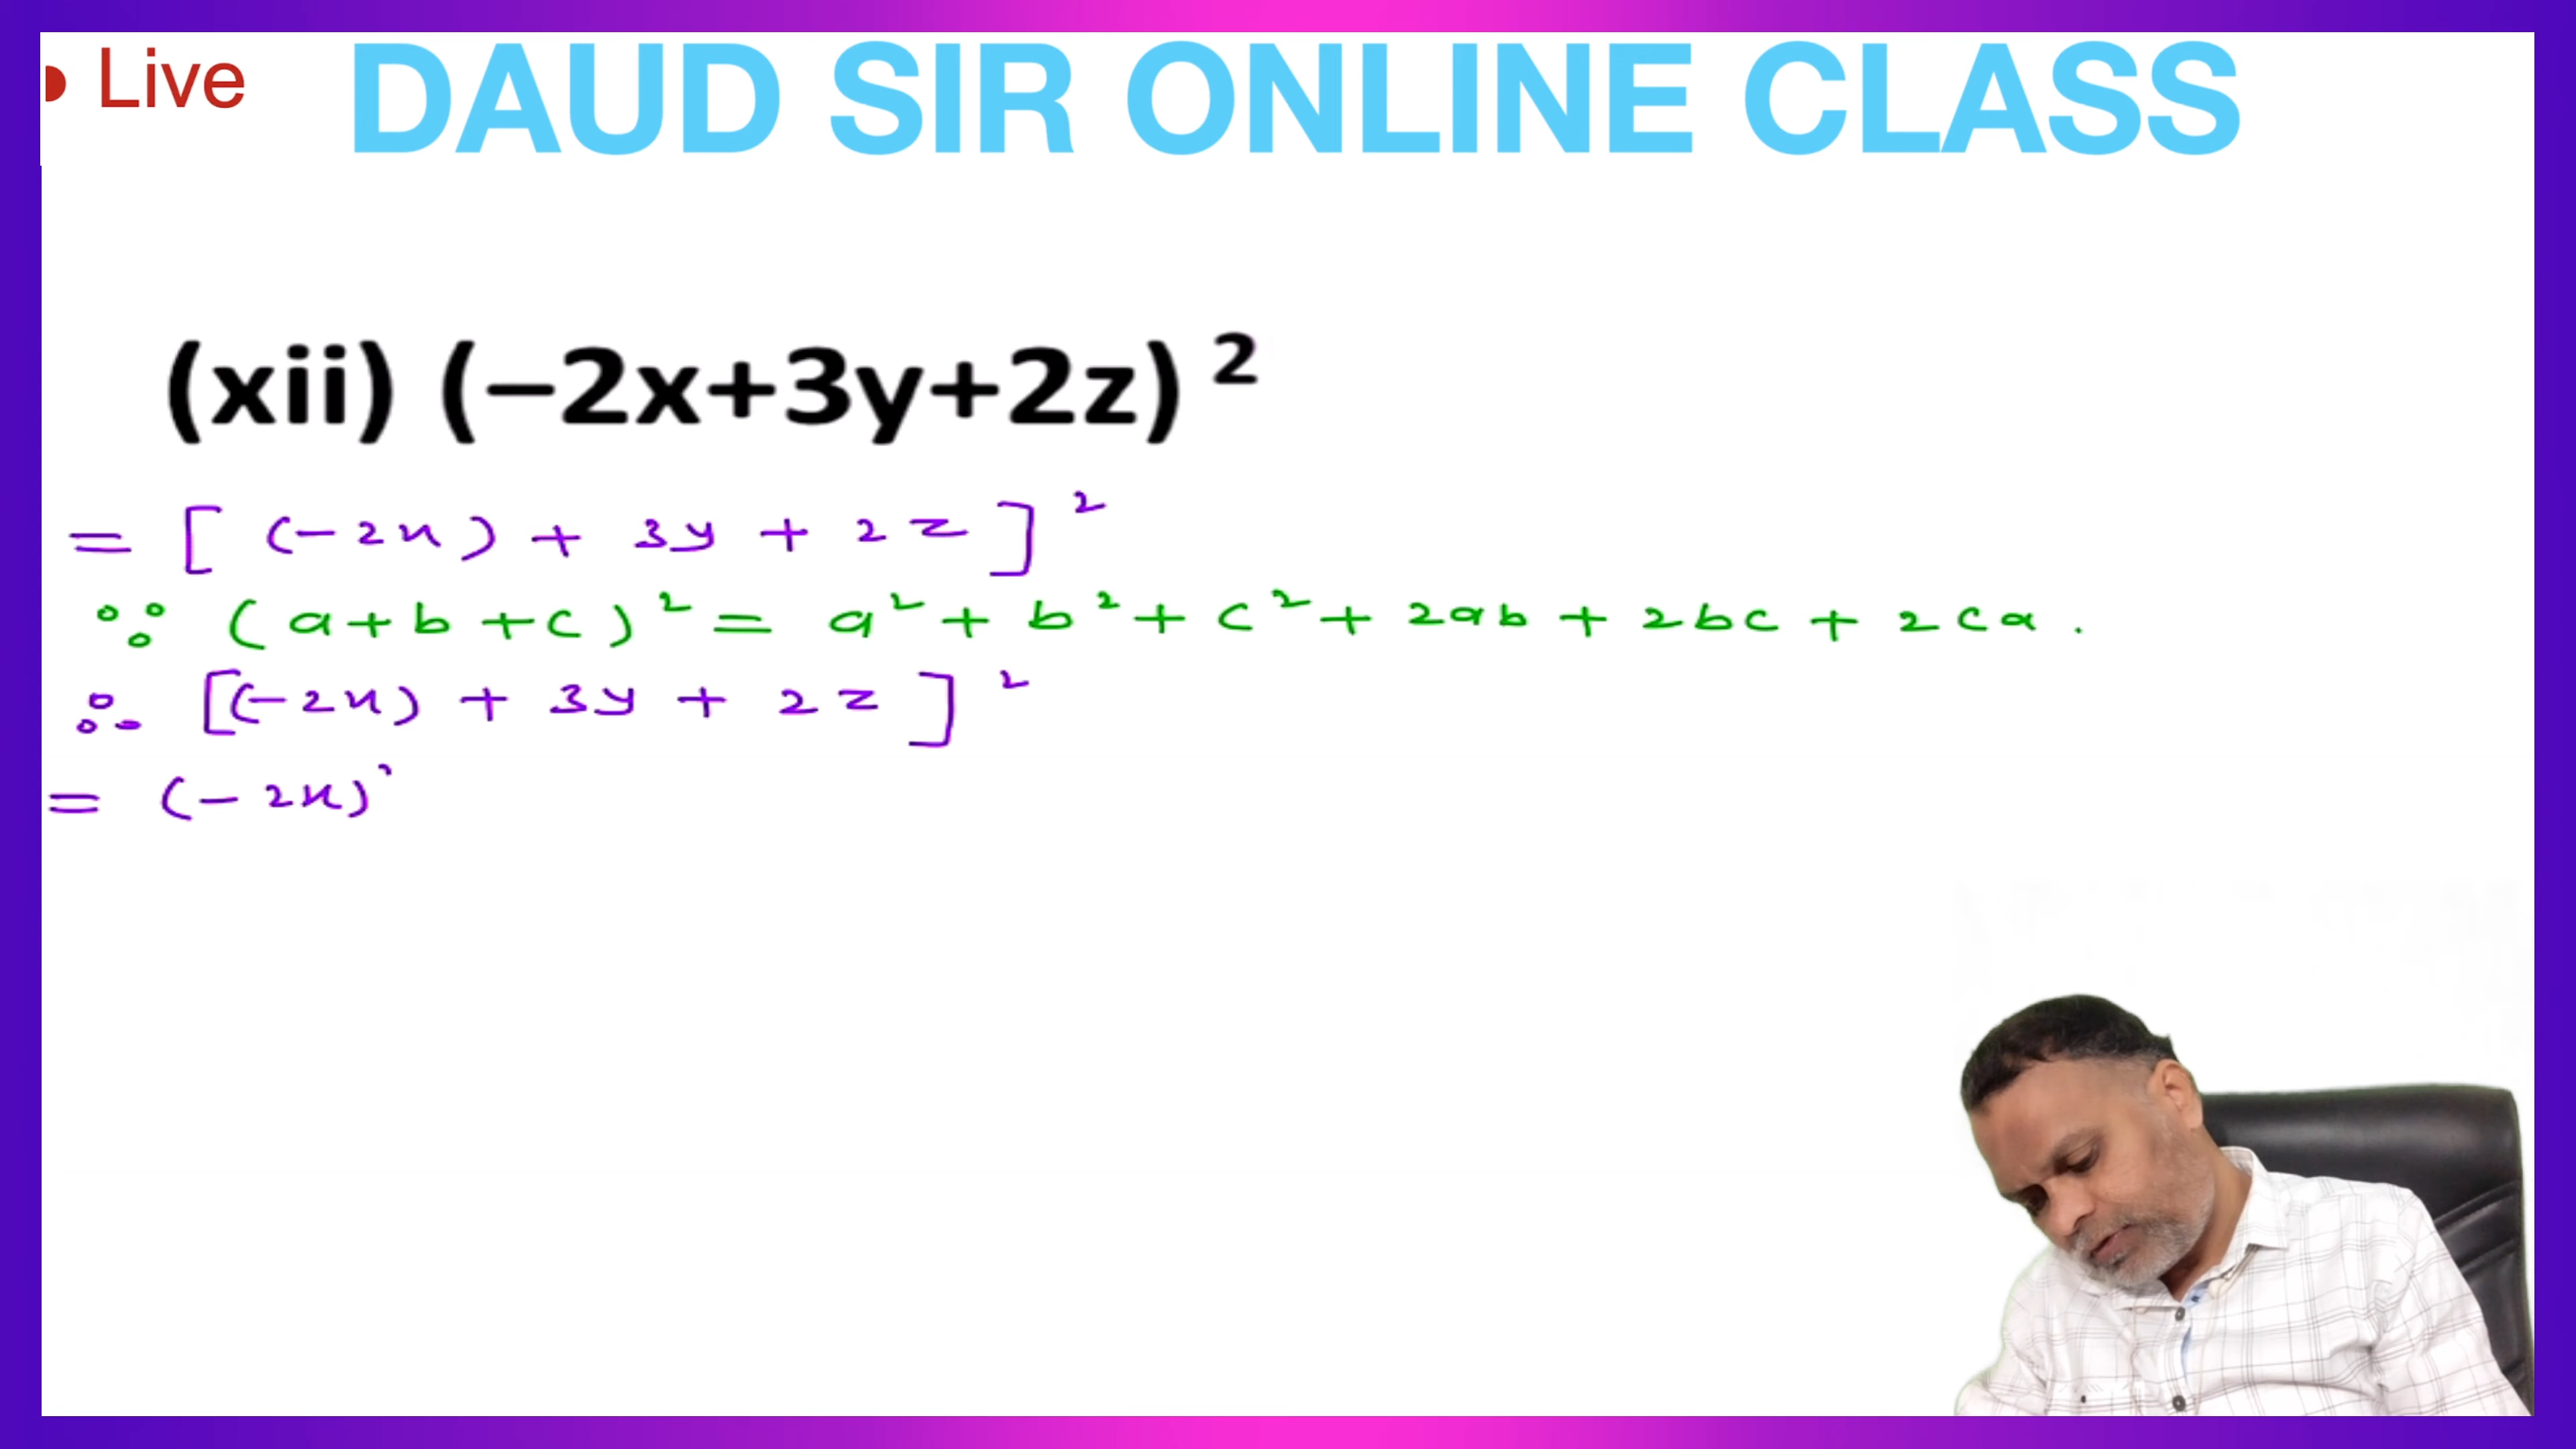 Live
DAUD SIR ONLINE CLASS
(xii) (−2x+3y+2z) ²
= [ (-2x) + 3y + 2z ]²
∵ (a+b+c)² = a² + b² + c² + 2ab + 2bc + 2ca .
∴ [(-2x) + 3y + 2z ]²
= (-2x)